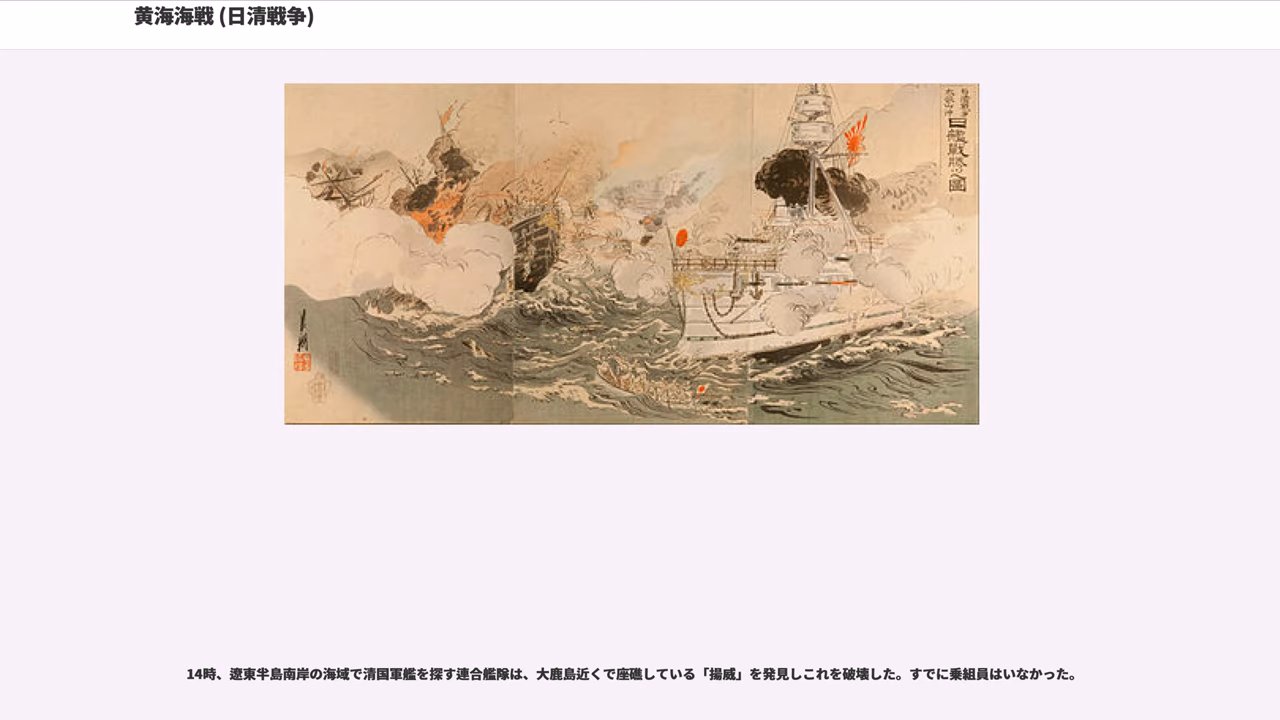 黄海海戦 (日清戦争)
日艦戦勝之圖
14時、遼東半島南岸の海域で清国軍艦を探す連合艦隊は、大鹿島近くで座礁している「揚威」を発見しこれを破壊した。すでに乗組員はいなかった。